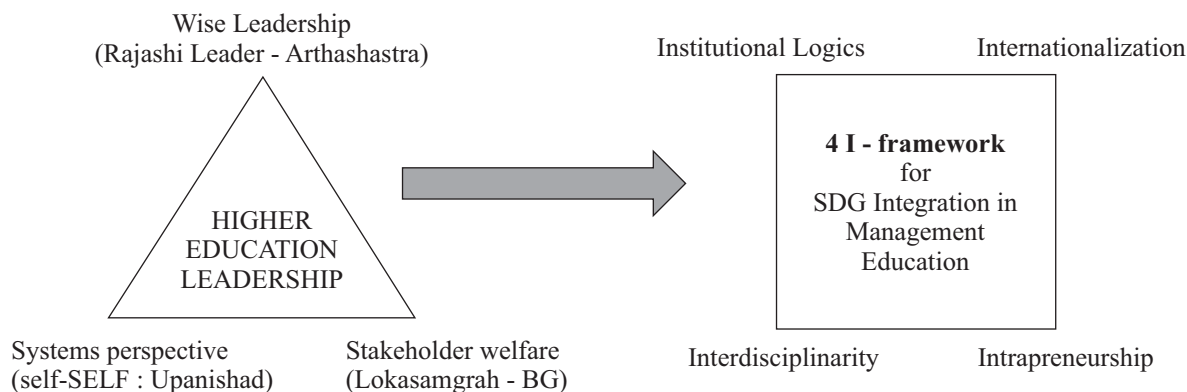 Wise Leadership
(Rajashi Leader - Arthashastra)
HIGHER
EDUCATION
LEADERSHIP
Systems perspective
(self-SELF : Upanishad)
Stakeholder welfare
(Lokasamgrah - BG)
Institutional Logics
Internationalization
4 I - framework
for
SDG Integration in
Management
Education
Interdisciplinarity
Intrapreneurship